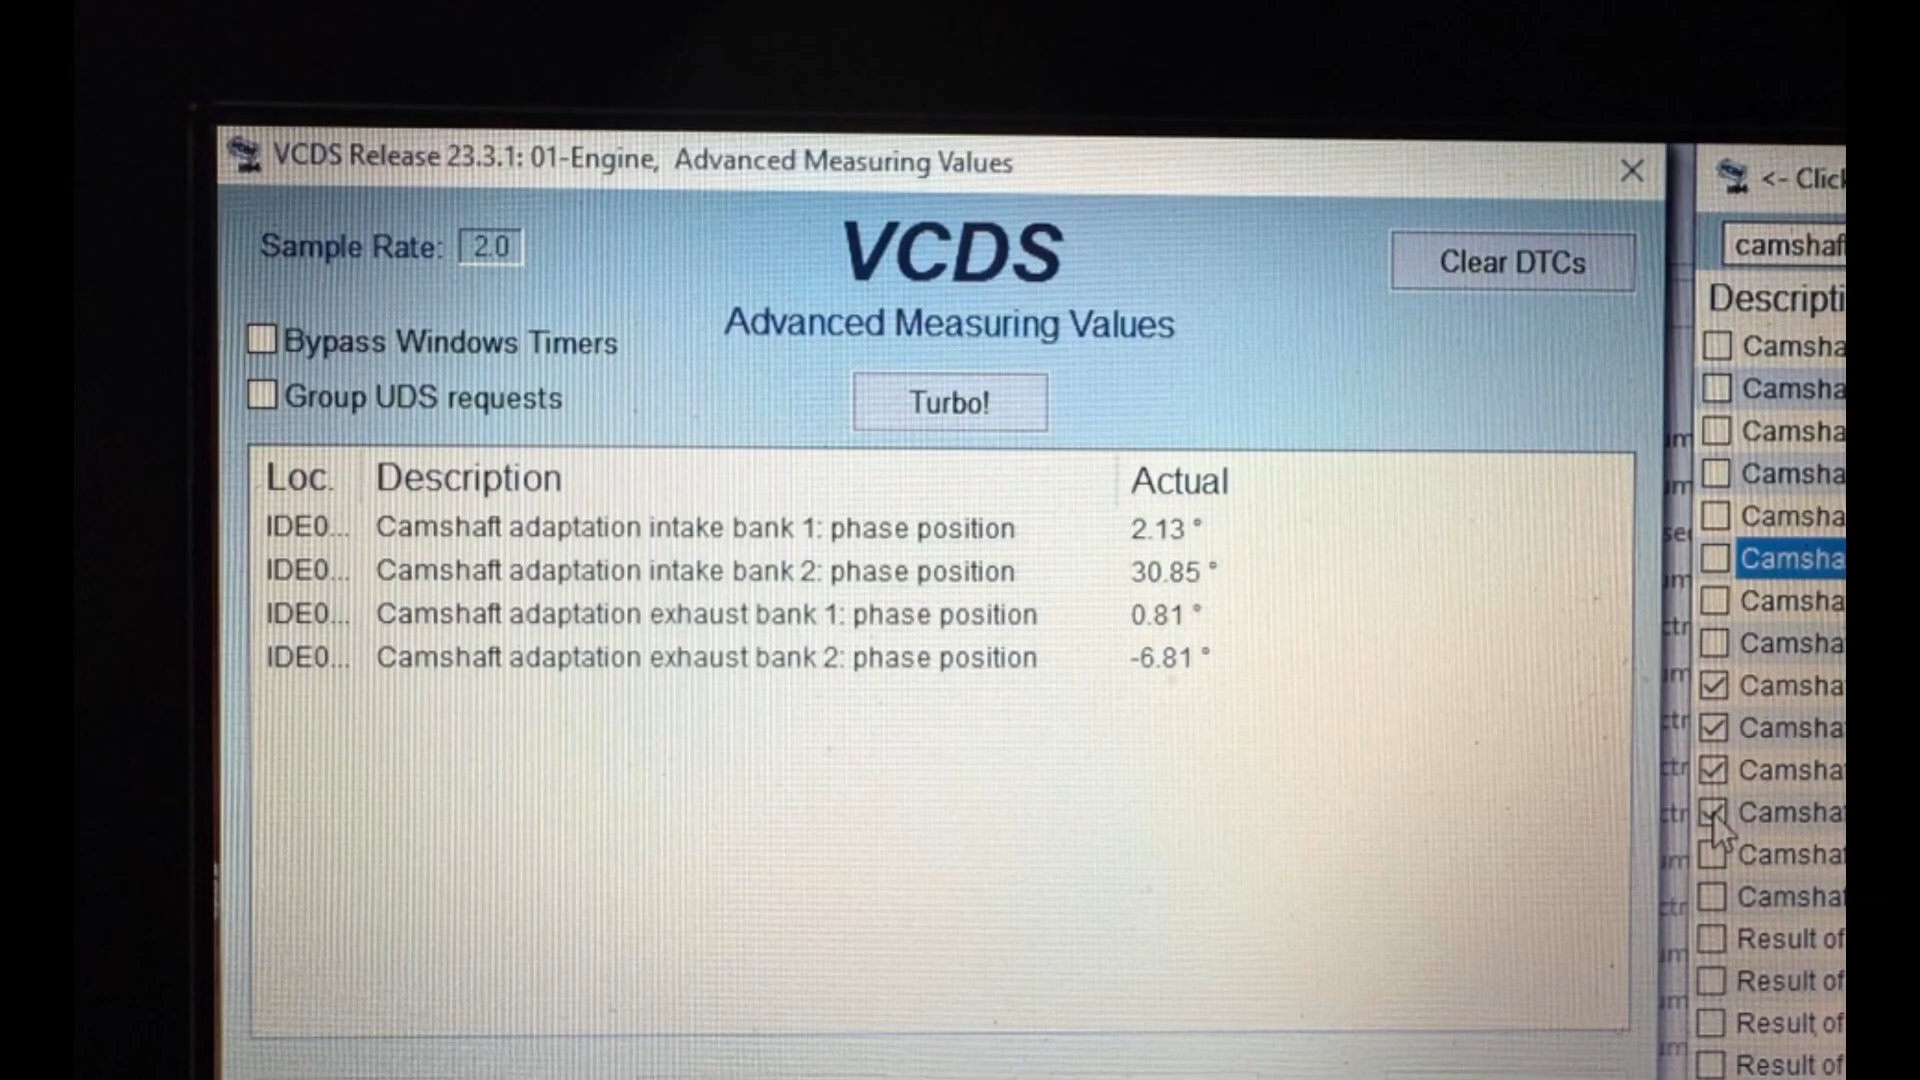 VCDS Release 23.3.1: 01-Engine, Advanced Measuring Values
Sample Rate: 2.0
VCDS
Advanced Measuring Values
Clear DTCs
Bypass Windows Timers
Group UDS requests
Turbo!
Loc. Description Actual
IDE0... Camshaft adaptation intake bank 1: phase position 2.13 °
IDE0... Camshaft adaptation intake bank 2: phase position 30.85 °
IDE0... Camshaft adaptation exhaust bank 1: phase position 0.81 °
IDE0... Camshaft adaptation exhaust bank 2: phase position -6.81 °
<- Click
camshaf
Descripti
Camsha
Camsha
Camsha
Camsha
Camsha
Camsha
Camsha
Camsha
Camsha
Camsha
Camsha
Camsha
Camsha
Camsha
Result of
Result of
Result of
Result of